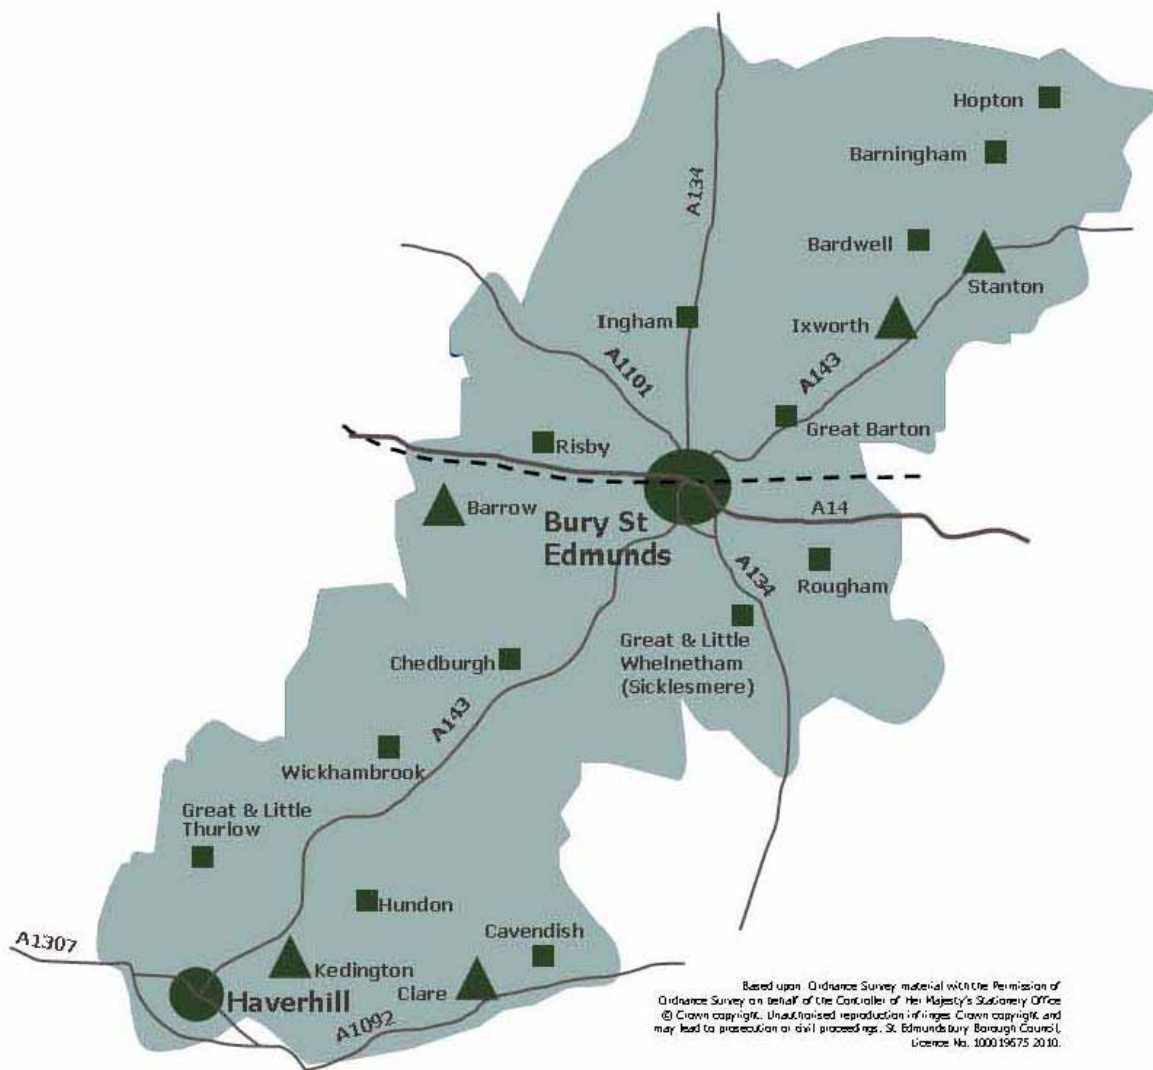 Hopton
Barningham
A134
Bardwell
Stanton
Ingham
Ixworth
A1101
A143
Great Barton
Risby
Barrow
Bury St
Edmunds
A14
A134
Rougham
Great & Little
Whelnetham
(Sicklesmere)
Chedburgh
A143
Wickhambrook
Great & Little
Thurlow
Hundon
Cavendish
A1307
Kedington
Clare
Haverhill
A1092
Based upon Ordnance Survey material with the Permission of
Ordnance Survey on behalf of the Controller of Her Majesty's Stationery Office
© Crown copyright. Unauthorised reproduction infringes Crown copyright and
may lead to prosecution or civil proceedings. St Edmundsbury Borough Council,
Licence No. 100019675 2010.